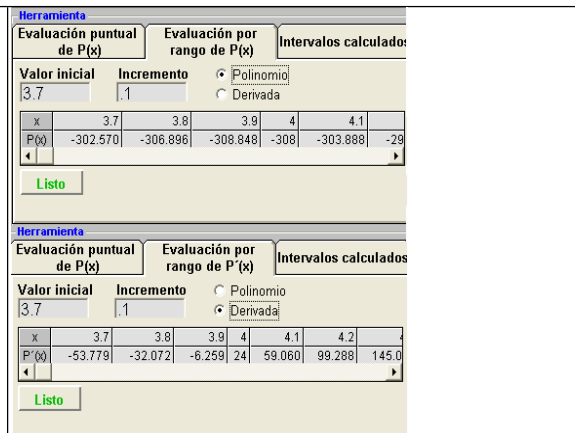 Herramienta
Evaluación puntual de P(x)
Evaluación por rango de P(x)
Intervalos calculados
Valor inicial Incremento Polinomio
3.7 .1 Derivada
x 3.7 3.8 3.9 4 4.1
P(x) -302.570 -306.896 -308.848 -308 -303.888 -29
Listo
Herramienta
Evaluación puntual de P(x)
Evaluación por rango de P´(x)
Intervalos calculados
Valor inicial Incremento Polinomio
3.7 .1 Derivada
x 3.7 3.8 3.9 4 4.1 4.2
P´(x) -53.779 -32.072 -6.259 24 59.060 99.288 145.0
Listo